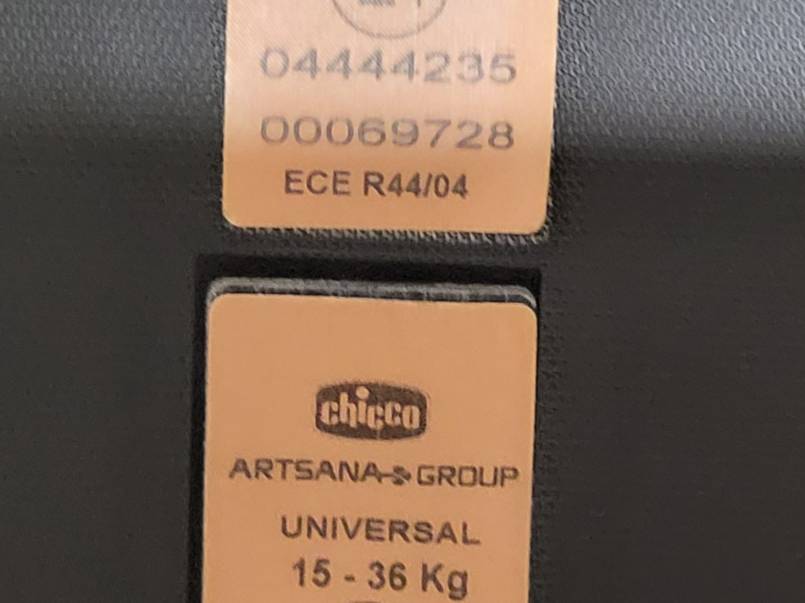 04444235
00069728
ECE R44/04
chicco
ARTSANA GROUP
UNIVERSAL
15 - 36 Kg